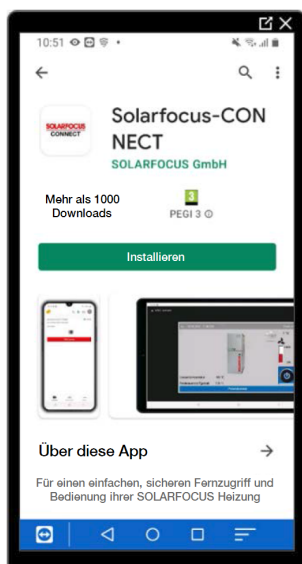 10:51
SOLARFOCUS
CONNECT
Solarfocus-CON
NECT
SOLARFOCUS GmbH
Mehr als 1000
Downloads
3
PEGI 3
Installieren
Über diese App
Für einen einfachen, sicheren Fernzugriff und
Bedienung ihrer SOLARFOCUS Heizung